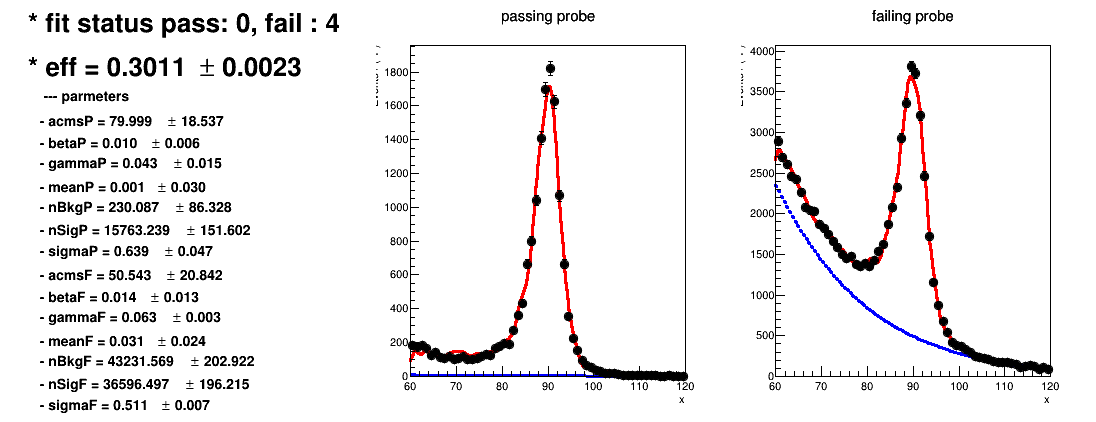 * fit status pass: 0, fail : 4
* eff = 0.3011 ± 0.0023
--- parmeters
- acmsP = 79.999 ± 18.537
- betaP = 0.010 ± 0.006
- gammaP = 0.043 ± 0.015
- meanP = 0.001 ± 0.030
- nBkgP = 230.087 ± 86.328
- nSigP = 15763.239 ± 151.602
- sigmaP = 0.639 ± 0.047
- acmsF = 50.543 ± 20.842
- betaF = 0.014 ± 0.013
- gammaF = 0.063 ± 0.003
- meanF = 0.031 ± 0.024
- nBkgF = 43231.569 ± 202.922
- nSigF = 36596.497 ± 196.215
- sigmaF = 0.511 ± 0.007
passing probe
1800
1600
1400
1200
1000
800
600
400
200
0
60 70 80 90 100 110 120
x
failing probe
4000
3500
3000
2500
2000
1500
1000
500
0
60 70 80 90 100 110 120
x